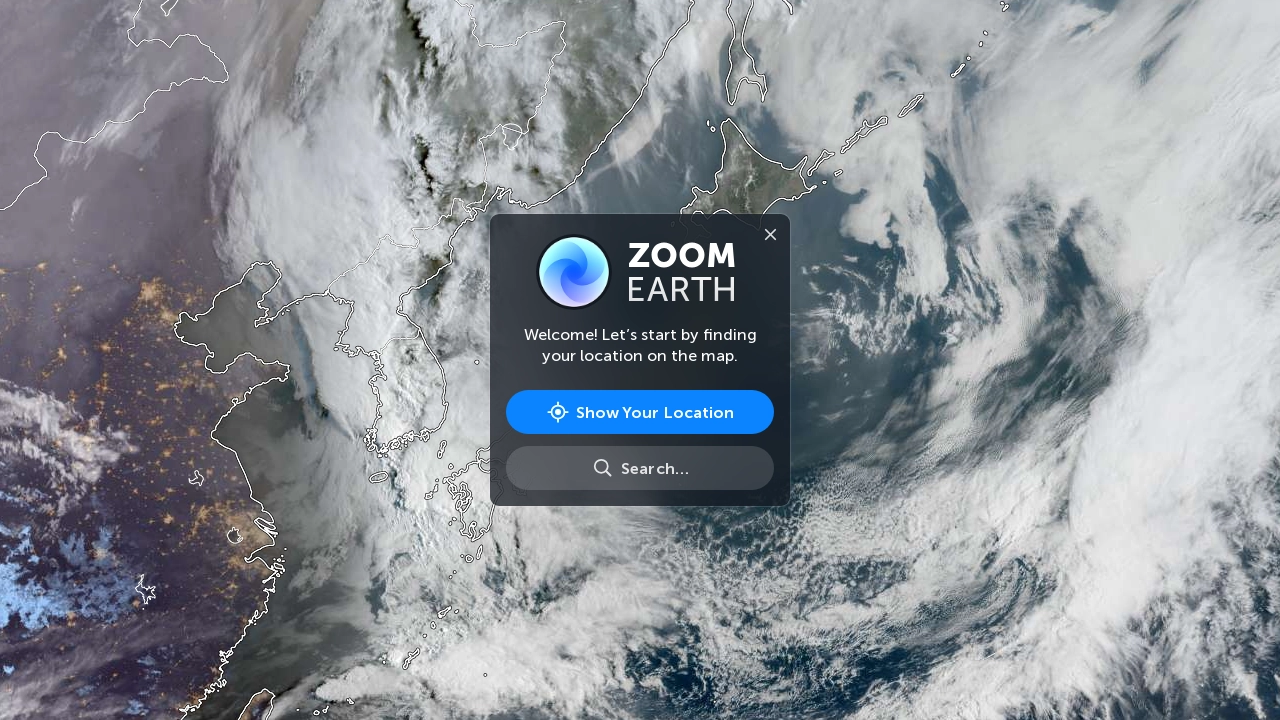 ZOOM
EARTH
Welcome! Let’s start by finding
your location on the map.
Show Your Location
Search...